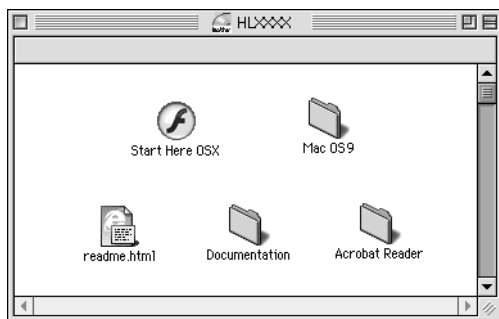 HLXXXX
Start Here OSX
Mac OS9
readme.html
Documentation
Acrobat Reader